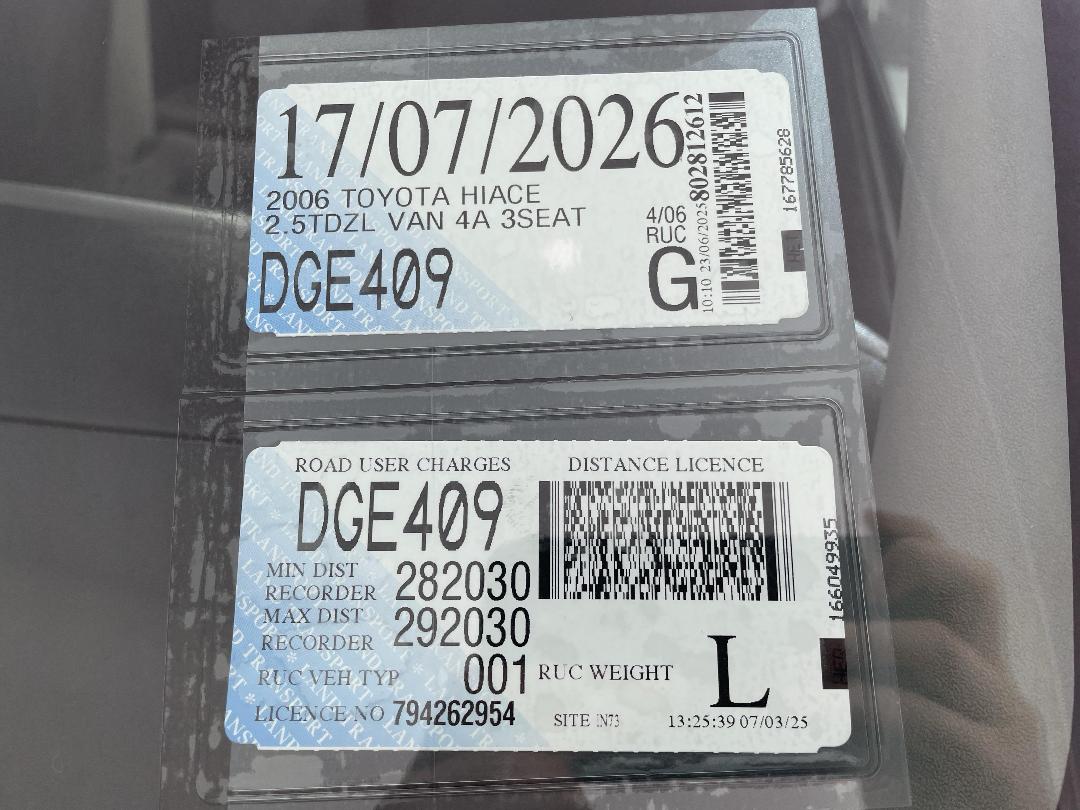 17/07/2026
2006 TOYOTA HIACE
2.5TDZL VAN 4A 3SEAT
DGE409
4/06
RUC
G
10:10 23/06/2025 802812612
167785628
ROAD USER CHARGES
DISTANCE LICENCE
DGE409
MIN DIST
RECORDER 282030
MAX DIST
RECORDER 292030
RUC VEH.TYP 001
RUC WEIGHT L
LICENCE NO 794262954
SITE IN73 13:25:39 07/03/25
166049935